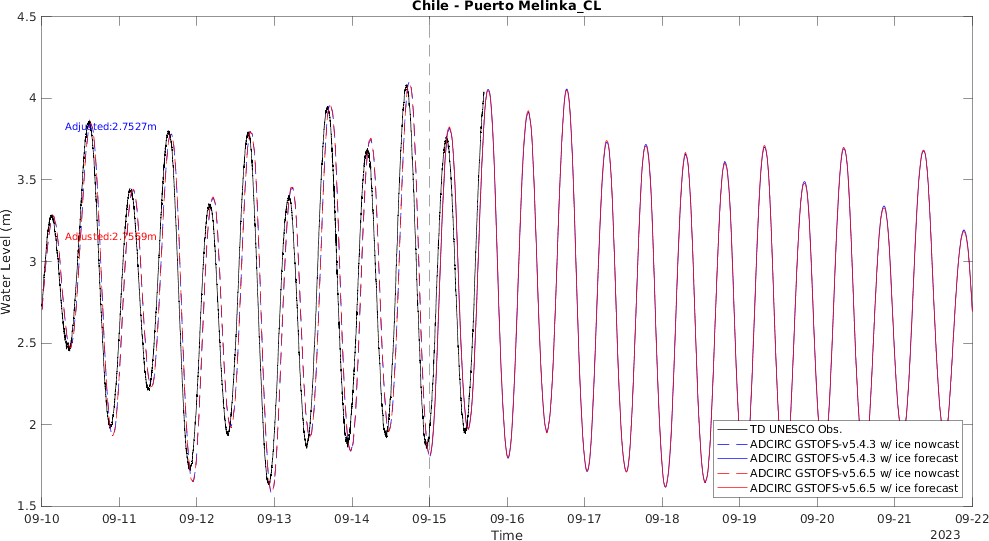 Chile - Puerto Melinka_CL
4.5
4
3.5
3
2.5
2
1.5
Water Level (m)
Adjusted:2.7527m
Adjusted:2.7569m
TD UNESCO Obs.
ADCIRC GSTOFS-v5.4.3 w/ ice nowcast
ADCIRC GSTOFS-v5.4.3 w/ ice forecast
ADCIRC GSTOFS-v5.6.5 w/ ice nowcast
ADCIRC GSTOFS-v5.6.5 w/ ice forecast
09-10 09-11 09-12 09-13 09-14 09-15 09-16 09-17 09-18 09-19 09-20 09-21 09-22
Time
2023